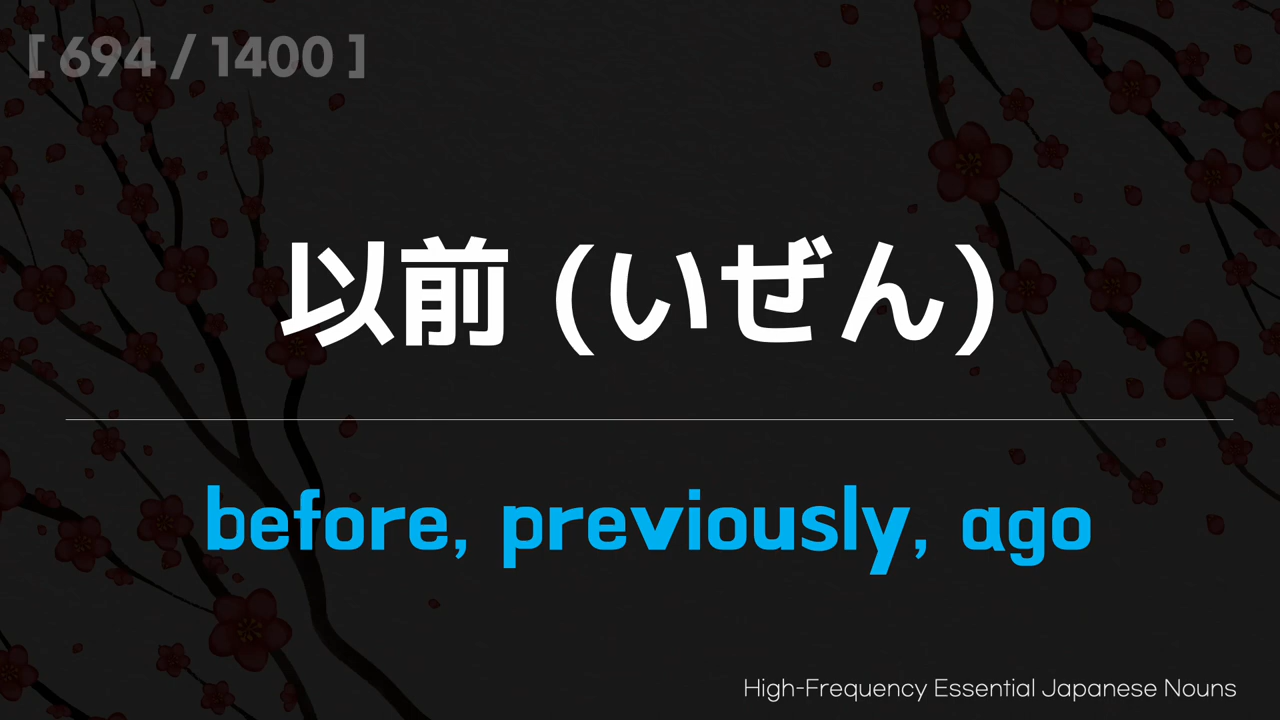 [ 694 / 1400 ]
以前 (いぜん)
before, previously, ago
High-Frequency Essential Japanese Nouns